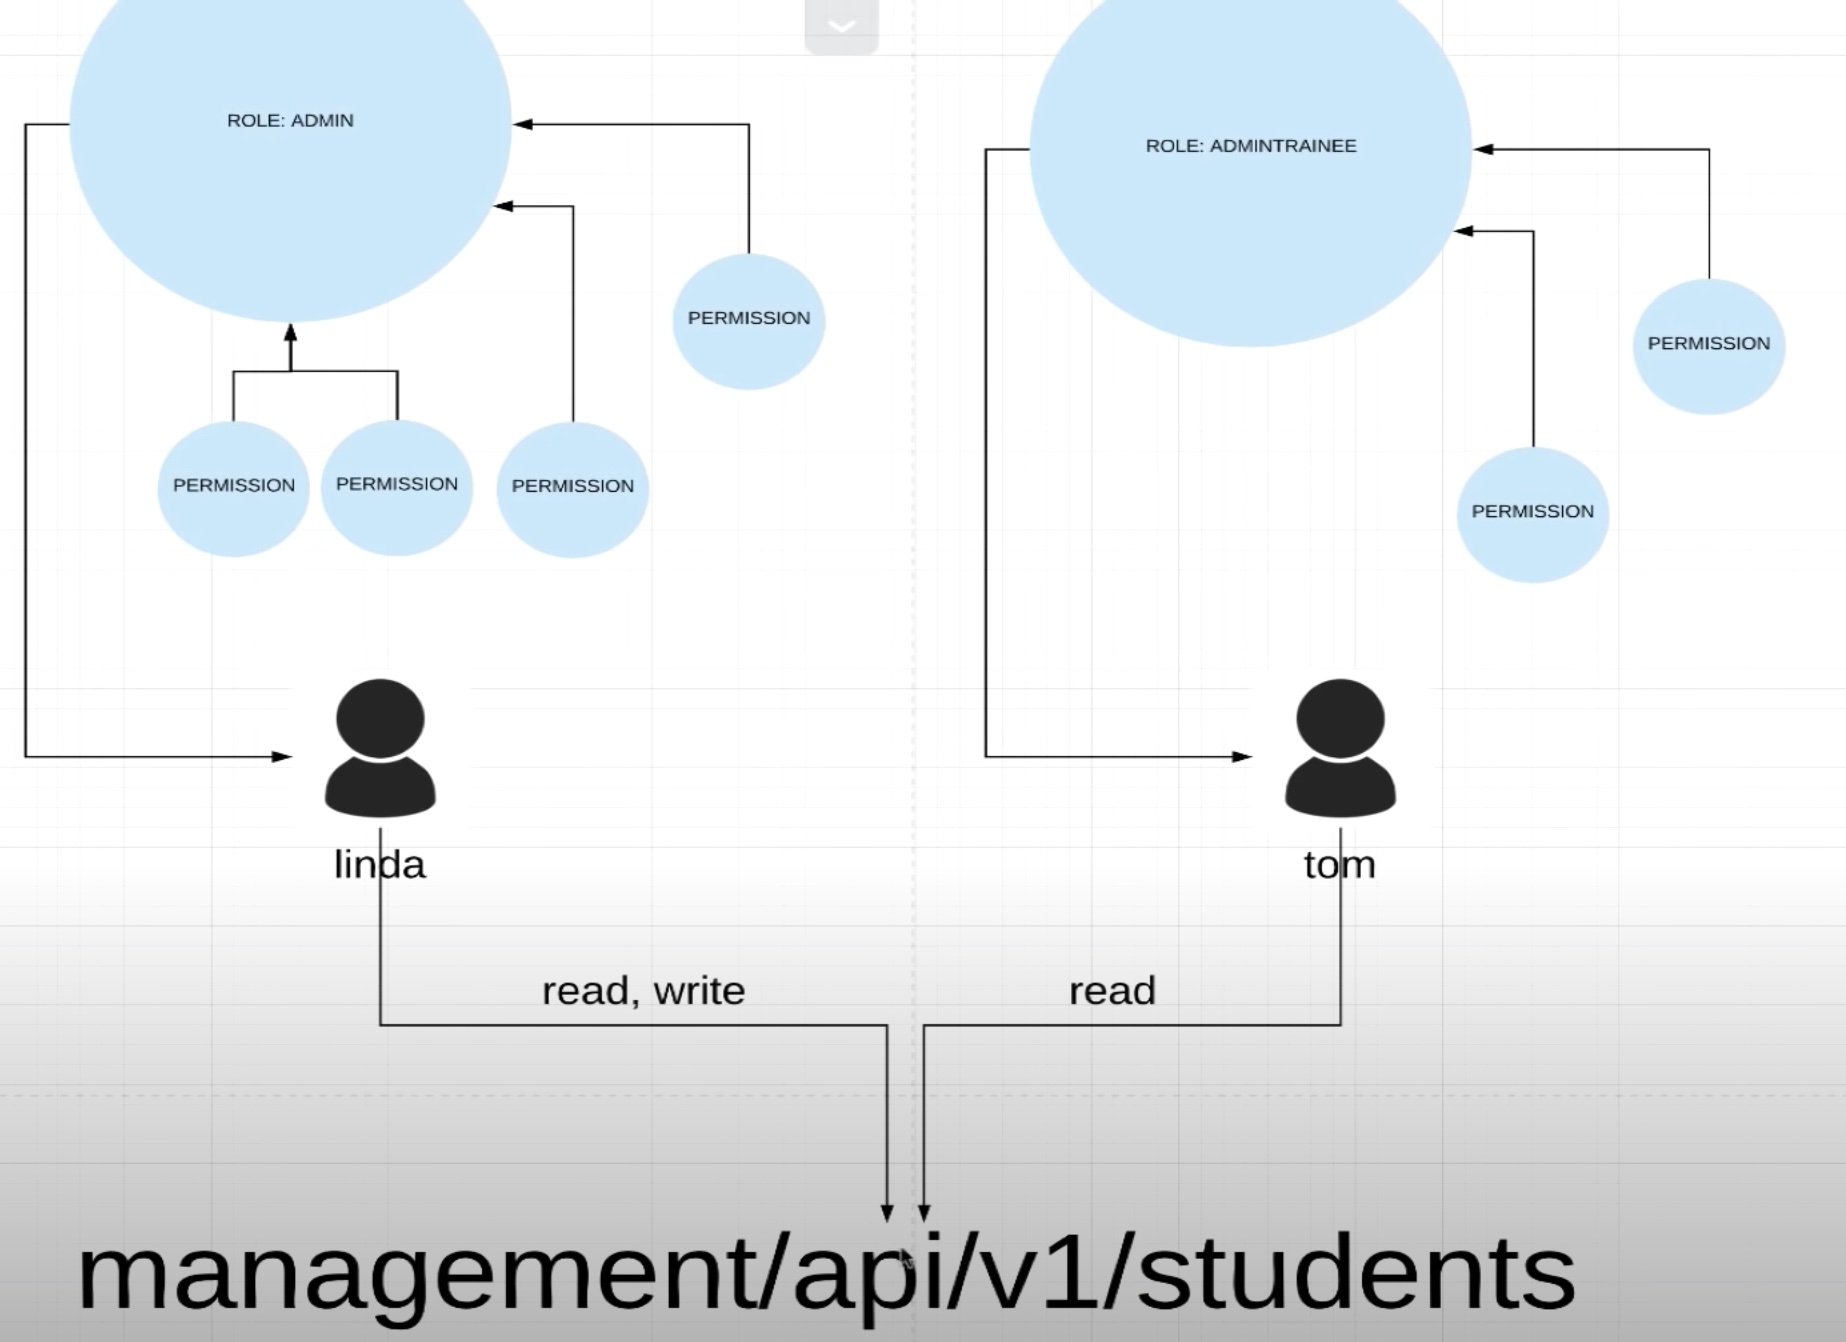 ROLE: ADMIN
ROLE: ADMINTRAINEE
PERMISSION
PERMISSION
PERMISSION
PERMISSION
PERMISSION
PERMISSION
linda
tom
read, write
read
management/api/v1/students